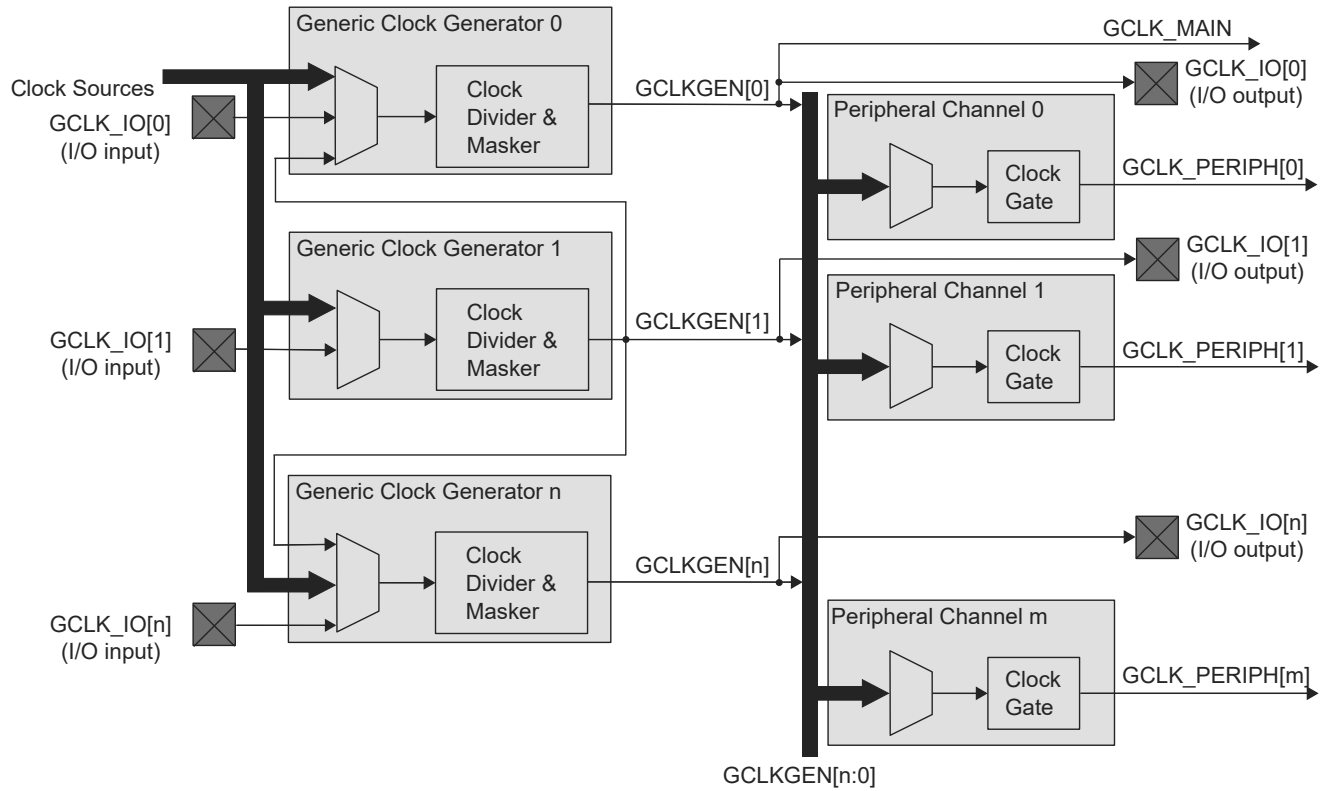 Generic Clock Generator 0
GCLK_MAIN
Clock Sources
GCLK_IO[0]
(I/O input)
Clock
Divider &
Masker
GCLKGEN[0]
GCLK_IO[0]
(I/O output)
Peripheral Channel 0
Clock
Gate
GCLK_PERIPH[0]
Generic Clock Generator 1
GCLK_IO[1]
(I/O input)
Clock
Divider &
Masker
GCLKGEN[1]
GCLK_IO[1]
(I/O output)
Peripheral Channel 1
Clock
Gate
GCLK_PERIPH[1]
Generic Clock Generator n
GCLK_IO[n]
(I/O input)
Clock
Divider &
Masker
GCLKGEN[n]
GCLK_IO[n]
(I/O output)
Peripheral Channel m
Clock
Gate
GCLK_PERIPH[m]
GCLKGEN[n:0]